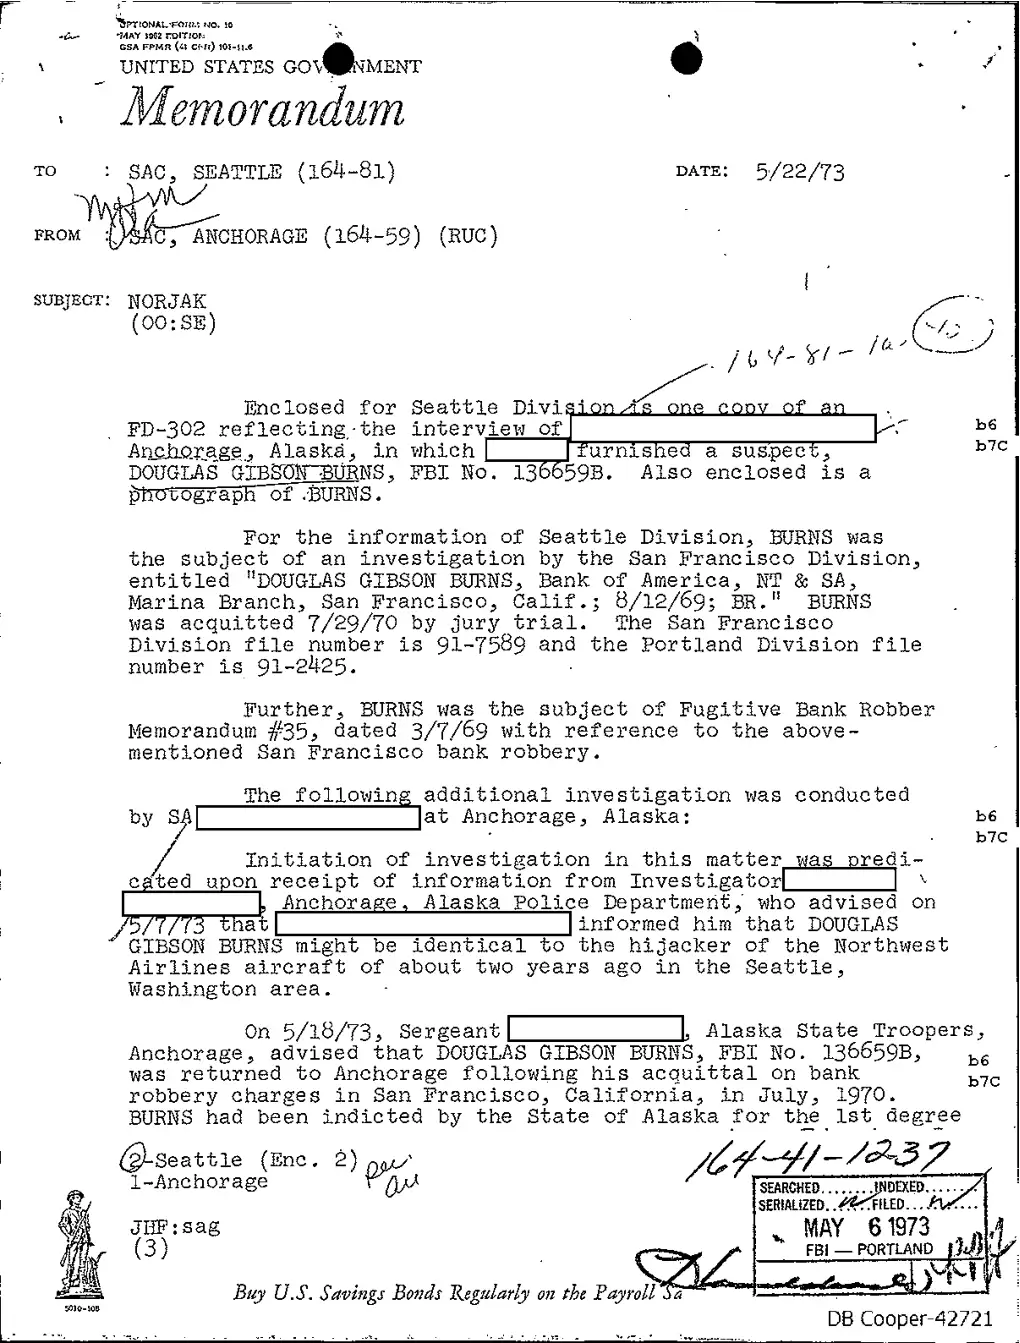 OPTIONAL FORM NO. 10
MAY 1962 EDITION
GSA FPMR (41 CFR) 101-11.6
UNITED STATES GOV NMENT
Memorandum
TO : SAC, SEATTLE (164-81)
DATE: 5/22/73
FROM : SAC, ANCHORAGE (164-59) (RUC)
SUBJECT: NORJAK
(OO:SE)
164-81-1a
Enclosed for Seattle Division is one copy of an
FD-302 reflecting the interview of
b6
Anchorage, Alaska, in which furnished a suspect,
b7C
DOUGLAS GIBSON BURNS, FBI No. 136659B. Also enclosed is a
photograph of BURNS.
For the information of Seattle Division, BURNS was
the subject of an investigation by the San Francisco Division,
entitled "DOUGLAS GIBSON BURNS, Bank of America, NT & SA,
Marina Branch, San Francisco, Calif.; 8/12/69; BR." BURNS
was acquitted 7/29/70 by jury trial. The San Francisco
Division file number is 91-7589 and the Portland Division file
number is 91-2425.
Further, BURNS was the subject of Fugitive Bank Robber
Memorandum #35, dated 3/7/69 with reference to the above-
mentioned San Francisco bank robbery.
The following additional investigation was conducted
by SA at Anchorage, Alaska:
b6
b7C
Initiation of investigation in this matter was predi-
cated upon receipt of information from Investigator
, Anchorage, Alaska Police Department, who advised on
5/7/73 that informed him that DOUGLAS
GIBSON BURNS might be identical to the hijacker of the Northwest
Airlines aircraft of about two years ago in the Seattle,
Washington area.
On 5/18/73, Sergeant , Alaska State Troopers,
Anchorage, advised that DOUGLAS GIBSON BURNS, FBI No. 136659B,
b6
was returned to Anchorage following his acquittal on bank
b7C
robbery charges in San Francisco, California, in July, 1970.
BURNS had been indicted by the State of Alaska for the 1st degree
2-Seattle (Enc. 2)
1-Anchorage
JHF:sag
(3)
164-41-1237
SEARCHED........INDEXED........
SERIALIZED.......FILED........
MAY 6 1973
FBI — PORTLAND
Buy U.S. Savings Bonds Regularly on the Payroll Sa
5010-108
DB Cooper-42721